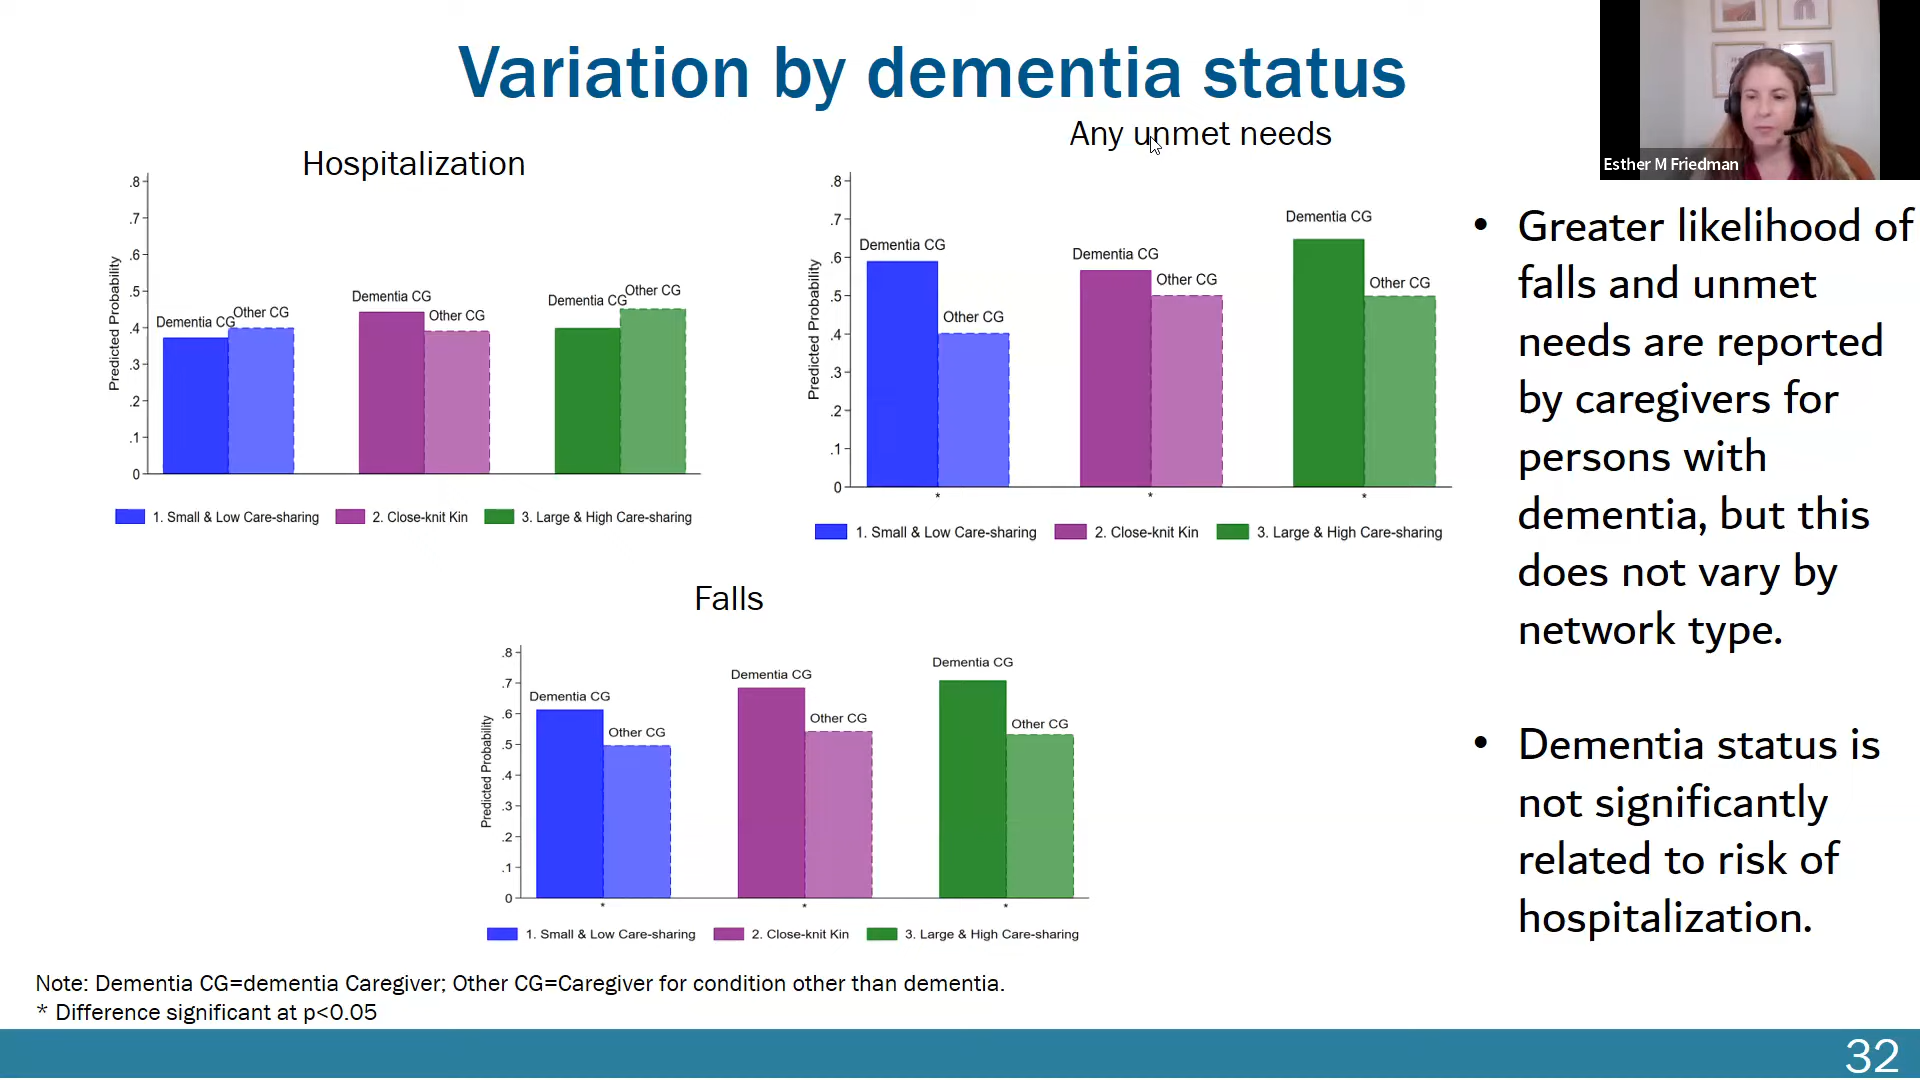 Variation by dementia status
Esther M Friedman
Hospitalization
.8
.7
.6
.5
.4
.3
.2
.1
0
Predicted Probability
Dementia CG
Other CG
Dementia CG
Other CG
Dementia CG
Other CG
1. Small & Low Care-sharing
2. Close-knit Kin
3. Large & High Care-sharing
Any unmet needs
.8
.7
.6
.5
.4
.3
.2
.1
0
Predicted Probability
Dementia CG
Other CG
Dementia CG
Other CG
Dementia CG
Other CG
*
*
*
1. Small & Low Care-sharing
2. Close-knit Kin
3. Large & High Care-sharing
Falls
.8
.7
.6
.5
.4
.3
.2
.1
0
Predicted Probability
Dementia CG
Other CG
Dementia CG
Other CG
Dementia CG
Other CG
*
*
*
1. Small & Low Care-sharing
2. Close-knit Kin
3. Large & High Care-sharing
• Greater likelihood of
falls and unmet
needs are reported
by caregivers for
persons with
dementia, but this
does not vary by
network type.
• Dementia status is
not significantly
related to risk of
hospitalization.
Note: Dementia CG=dementia Caregiver; Other CG=Caregiver for condition other than dementia.
* Difference significant at p<0.05
32